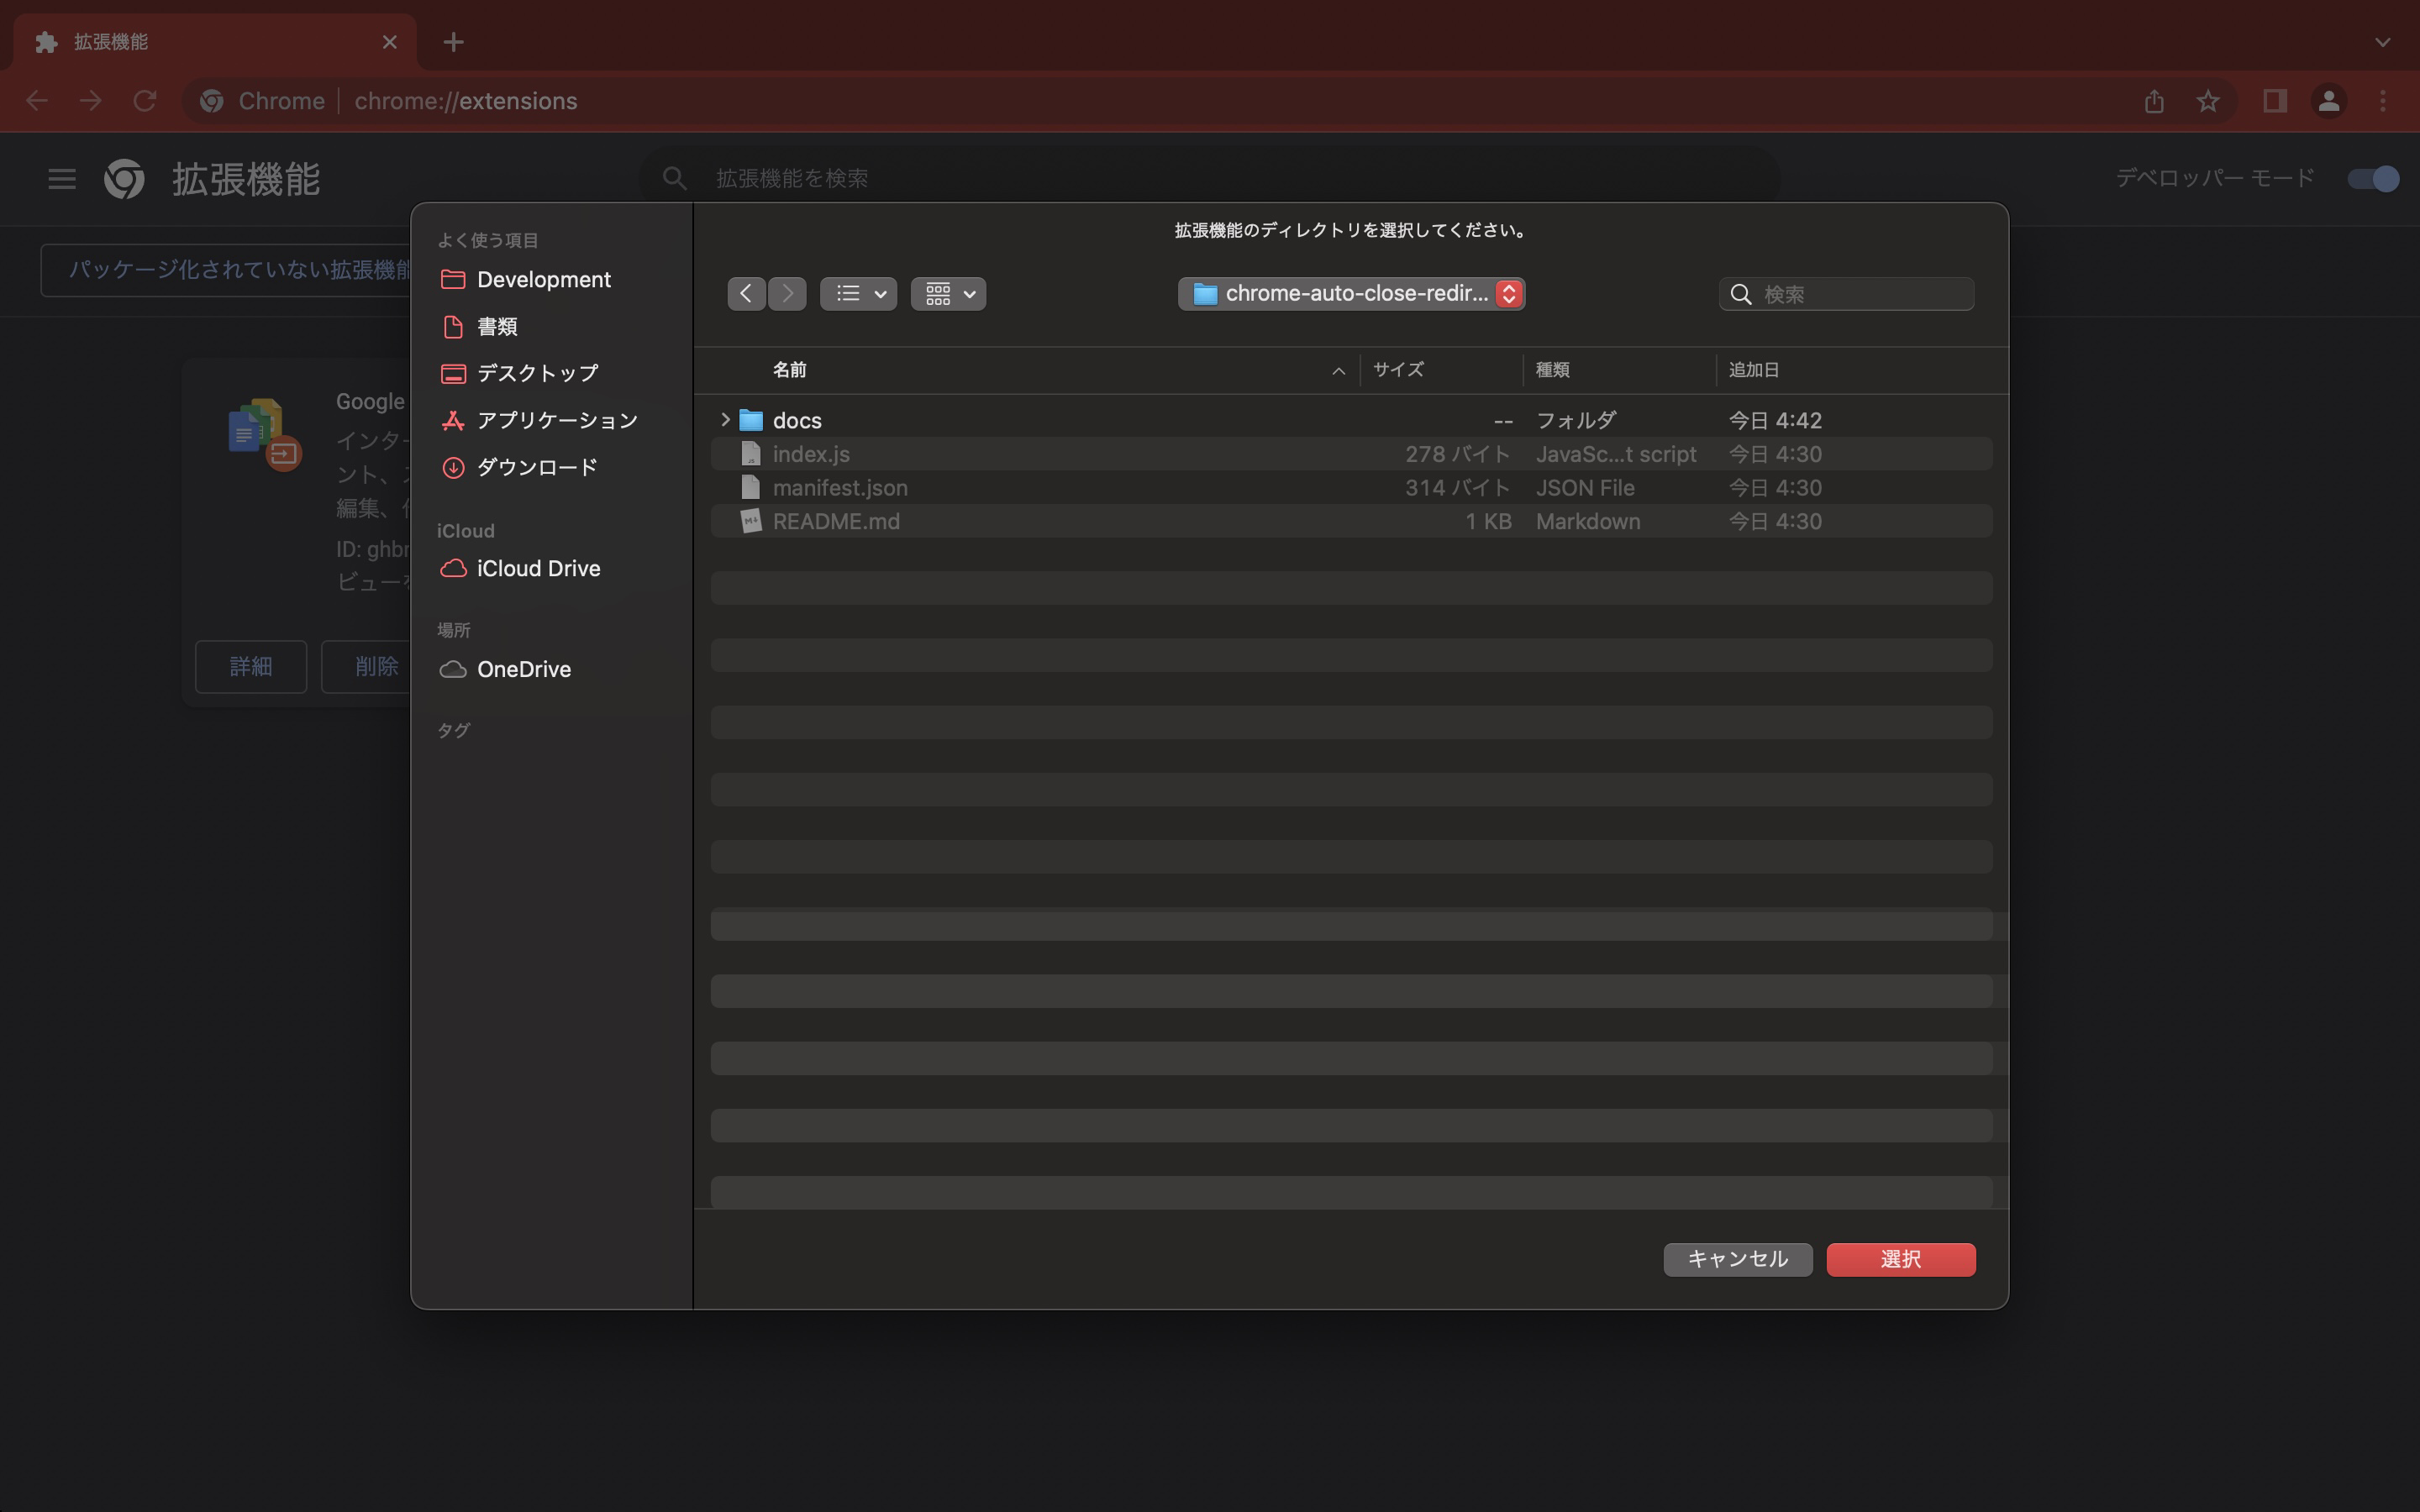 拡張機能
Chrome
chrome://extensions
拡張機能
拡張機能を検索
デベロッパー モード
パッケージ化されていない拡張機能
Google
インター
ント、
編集、
ID: ghbr
ビューを
詳細
削除
よく使う項目
Development
書類
デスクトップ
アプリケーション
ダウンロード
iCloud
iCloud Drive
場所
OneDrive
タグ
拡張機能のディレクトリを選択してください。
chrome-auto-close-redir...
検索
名前 サイズ 種類 追加日
docs -- フォルダ 今日 4:42
index.js 278 バイト JavaSc...t script 今日 4:30
manifest.json 314 バイト JSON File 今日 4:30
README.md 1 KB Markdown 今日 4:30
キャンセル
選択